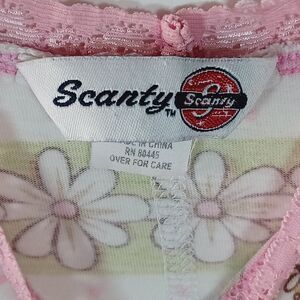 Scanty™
Scanty
MADE IN CHINA
RN 80445
OVER FOR CARE